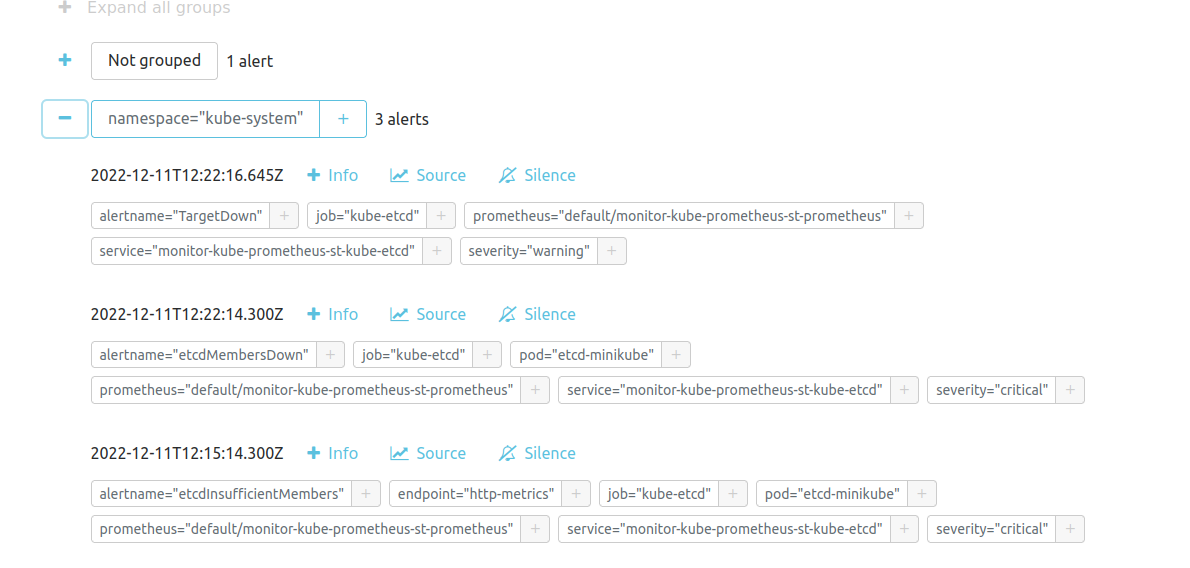 + Expand all groups
+ Not grouped 1 alert
− namespace="kube-system" + 3 alerts
2022-12-11T12:22:16.645Z + Info Source Silence
alertname="TargetDown" + job="kube-etcd" + prometheus="default/monitor-kube-prometheus-st-prometheus" +
service="monitor-kube-prometheus-st-kube-etcd" + severity="warning" +
2022-12-11T12:22:14.300Z + Info Source Silence
alertname="etcdMembersDown" + job="kube-etcd" + pod="etcd-minikube" +
prometheus="default/monitor-kube-prometheus-st-prometheus" + service="monitor-kube-prometheus-st-kube-etcd" + severity="critical" +
2022-12-11T12:15:14.300Z + Info Source Silence
alertname="etcdInsufficientMembers" + endpoint="http-metrics" + job="kube-etcd" + pod="etcd-minikube" +
prometheus="default/monitor-kube-prometheus-st-prometheus" + service="monitor-kube-prometheus-st-kube-etcd" + severity="critical" +